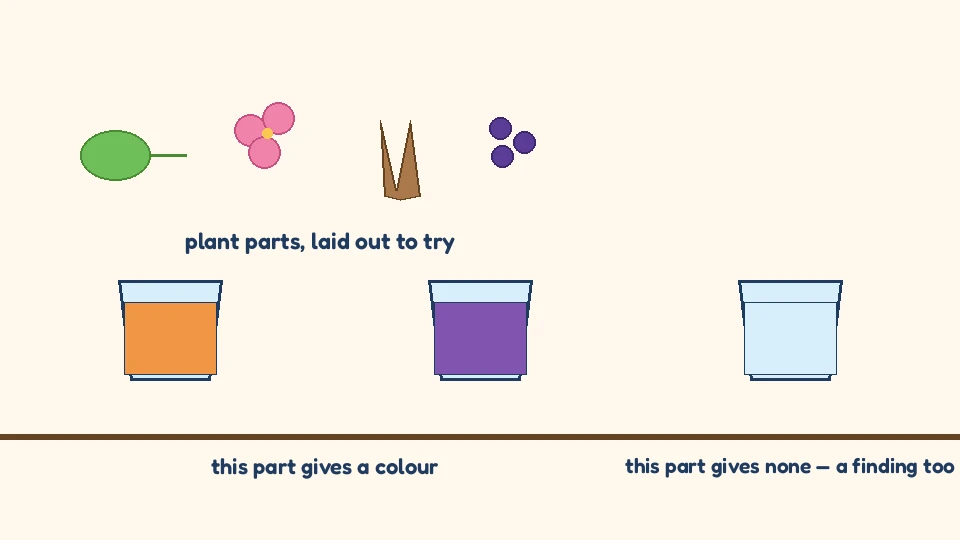 plant parts, laid out to try
this part gives a colour
this part gives none — a finding too